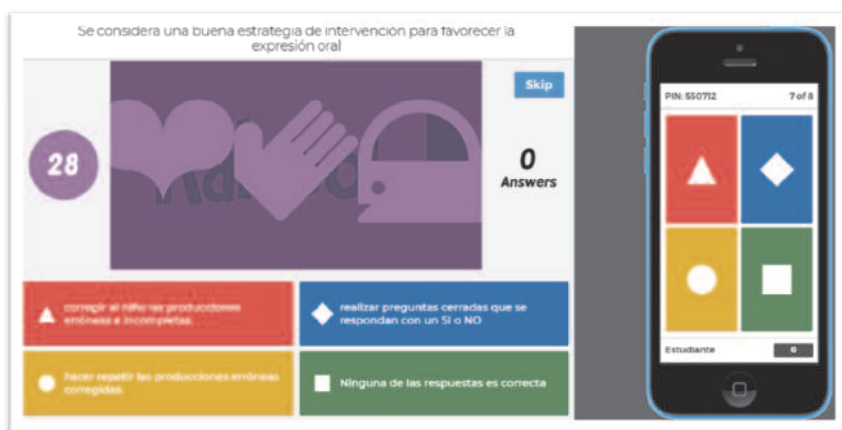 Se considera una buena estrategia de intervención para favorecer la
expresión oral
Skip
28
0
Answers
corregir al niño las producciones
erróneas e incompletas.
realizar preguntas cerradas que se
respondan con un SI o NO
hacer repetir las producciones erróneas
corregidas.
Ninguna de las respuestas es correcta
PIN: 550712
7 of 8
Estudiante
0